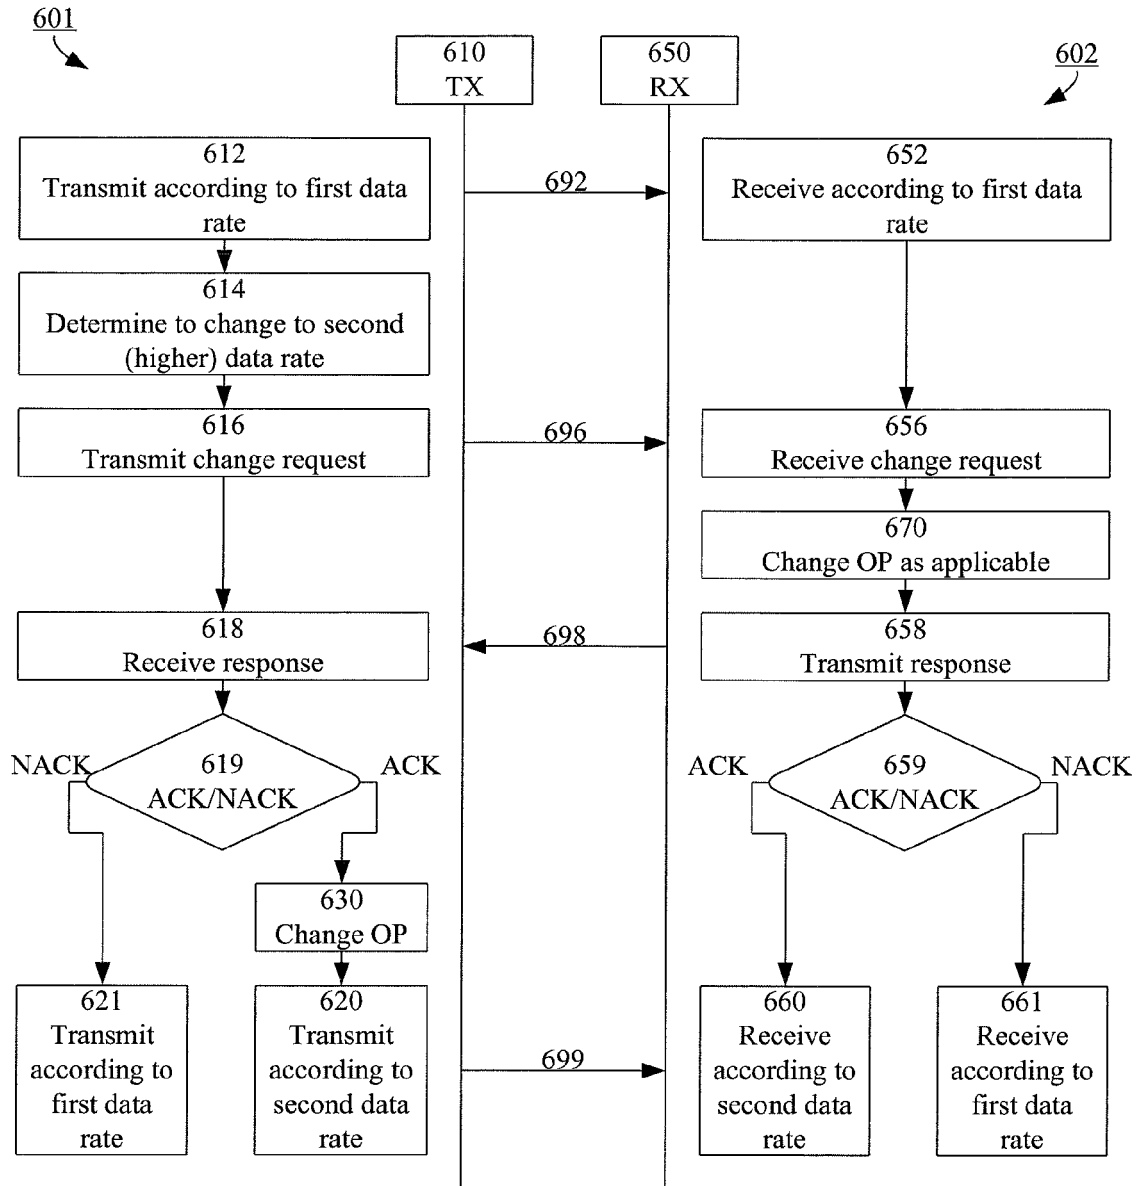 601
610
TX
650
RX
602
612
Transmit according to first data
rate
692
652
Receive according to first data
rate
614
Determine to change to second
(higher) data rate
616
Transmit change request
696
656
Receive change request
670
Change OP as applicable
618
Receive response
698
658
Transmit response
NACK
619
ACK/NACK
ACK
ACK
659
ACK/NACK
NACK
630
Change OP
621
Transmit
according to
first data
rate
620
Transmit
according to
second data
rate
699
660
Receive
according to
second data
rate
661
Receive
according to
first data
rate